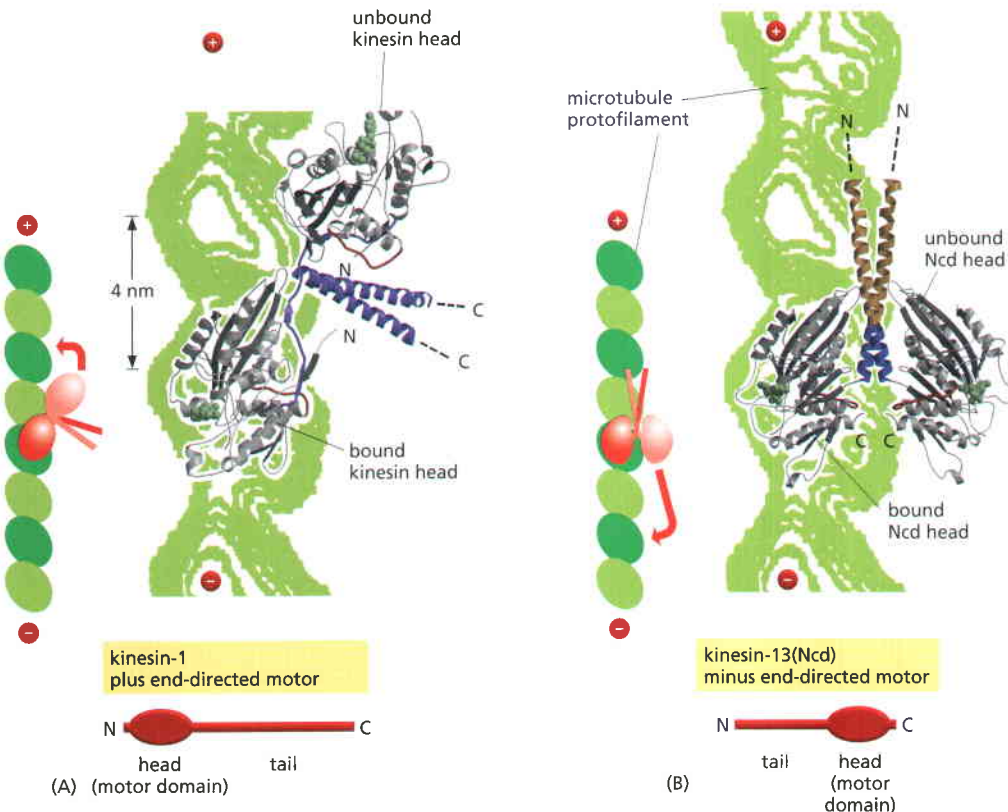 unbound
kinesin head
+
+
4 nm
N
C
N
C
bound
kinesin head
−
−
kinesin-1
plus end-directed motor
N
C
head
(motor domain)
tail
(A)
+
microtubule
protofilament
N
N
+
unbound
Ncd head
C
C
bound
Ncd head
−
−
kinesin-13(Ncd)
minus end-directed motor
N
C
tail
head
(motor
domain)
(B)